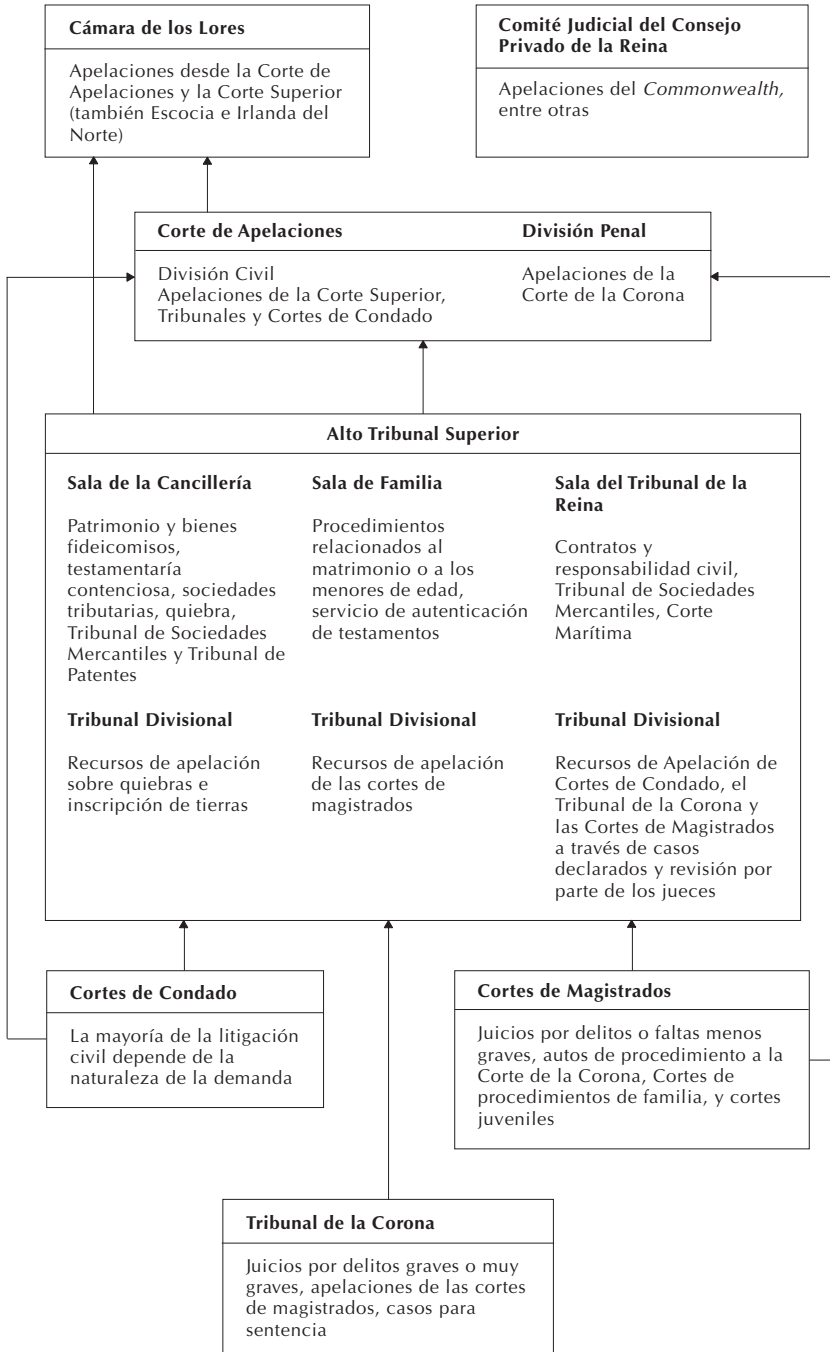 Cámara de los Lores
Apelaciones desde la Corte de
Apelaciones y la Corte Superior
(también Escocia e Irlanda del
Norte)
Comité Judicial del Consejo
Privado de la Reina
Apelaciones del Commonwealth,
entre otras
Corte de Apelaciones
División Civil
Apelaciones de la Corte Superior,
Tribunales y Cortes de Condado
División Penal
Apelaciones de la
Corte de la Corona
Alto Tribunal Superior
Sala de la Cancillería
Patrimonio y bienes
fideicomisos,
testamentaría
contenciosa, sociedades
tributarias, quiebra,
Tribunal de Sociedades
Mercantiles y Tribunal de
Patentes
Sala de Familia
Procedimientos
relacionados al
matrimonio o a los
menores de edad,
servicio de autenticación
de testamentos
Sala del Tribunal de la
Reina
Contratos y
responsabilidad civil,
Tribunal de Sociedades
Mercantiles, Corte
Marítima
Tribunal Divisional
Recursos de apelación
sobre quiebras e
inscripción de tierras
Tribunal Divisional
Recursos de apelación
de las cortes de
magistrados
Tribunal Divisional
Recursos de Apelación de
Cortes de Condado, el
Tribunal de la Corona y
las Cortes de Magistrados
a través de casos
declarados y revisión por
parte de los jueces
Cortes de Condado
La mayoría de la litigación
civil depende de la
naturaleza de la demanda
Cortes de Magistrados
Juicios por delitos o faltas menos
graves, autos de procedimiento a la
Corte de la Corona, Cortes de
procedimientos de familia, y cortes
juveniles
Tribunal de la Corona
Juicios por delitos graves o muy
graves, apelaciones de las cortes
de magistrados, casos para
sentencia